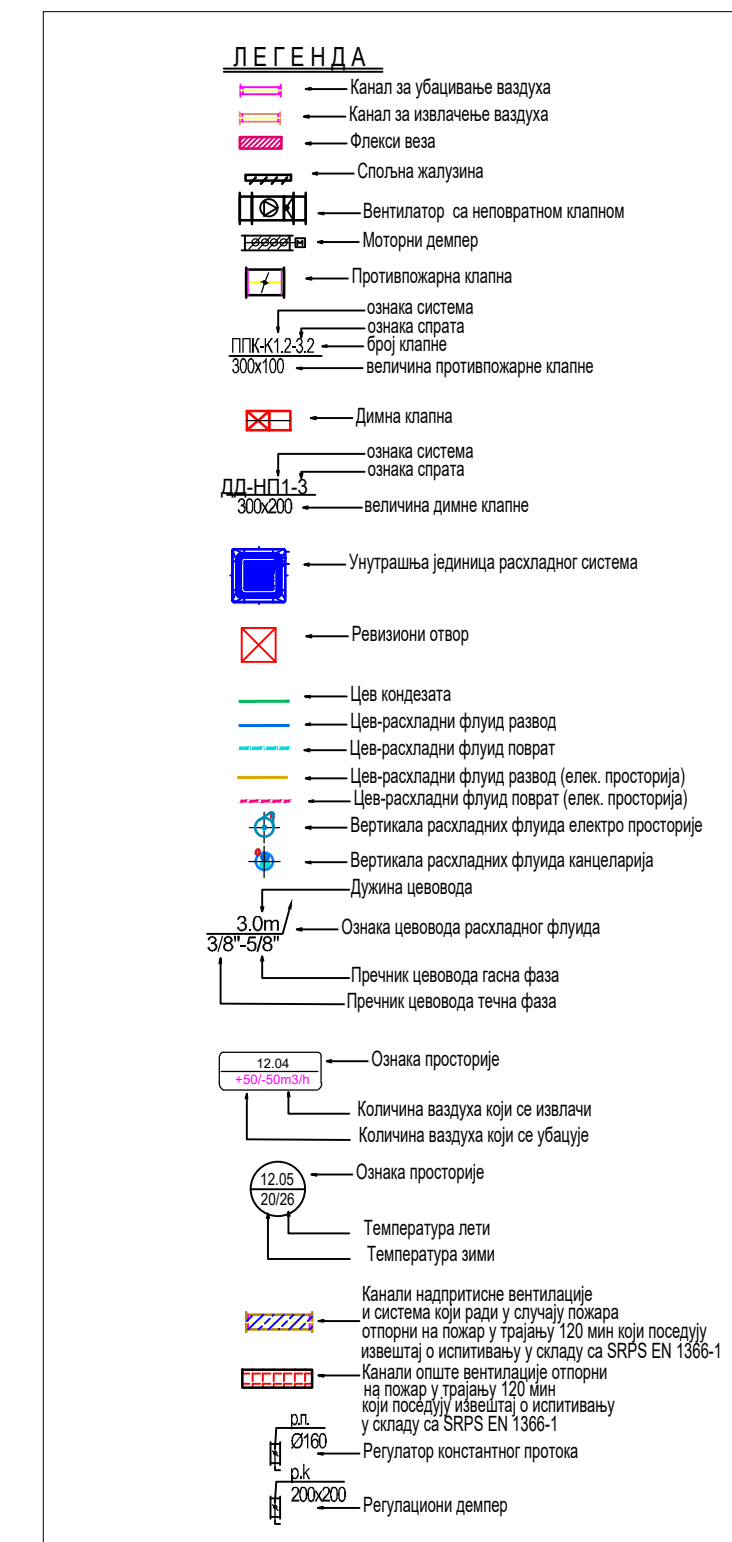 ЛЕГЕНДА
Канал за убацивање ваздуха
Канал за извлачење ваздуха
Флекси веза
Спољна жалузина
Вентилатор са неповратном клапном
М
Моторни демпер
Противпожарна клапна
ознака система
ознака спрата
ППК-К1.2-3.2
број клапне
300x100
величина противпожарне клапне
Димна клапна
ознака система
ознака спрата
ДД-НП1-3
300x200
величина димне клапне
Унутрашња јединица расхладног система
Ревизиони отвор
Цев кондезата
Цев-расхладни флуид развод
Цев-расхладни флуид поврат
Цев-расхладни флуид развод (елек. просторија)
Цев-расхладни флуид поврат (елек. просторија)
Вертикала расхладних флуида електро просторије
Вертикала расхладних флуида канцеларија
Дужина цевовода
3.0m
Ознака цевовода расхладног флуида
3/8"-5/8"
Пречник цевовода гасна фаза
Пречник цевовода течна фаза
12.04
Ознака просторије
+50/-50m3/h
Количина ваздуха који се извлачи
Количина ваздуха који се убацује
Ознака просторије
12.05
20/26
Температура лети
Температура зими
Канали надпритисне вентилације
и система који ради у случају пожара
отпорни на пожар у трајању 120 мин који поседују
извештај о испитивању у складу са SRPS EN 1366-1
Канали опште вентилације отпорни
на пожар у трајању 120 мин
који поседују извештај о испитивању
у складу са SRPS EN 1366-1
р.п.
Ø160
Регулатор константног протока
p.k
200x200
Регулациони демпер